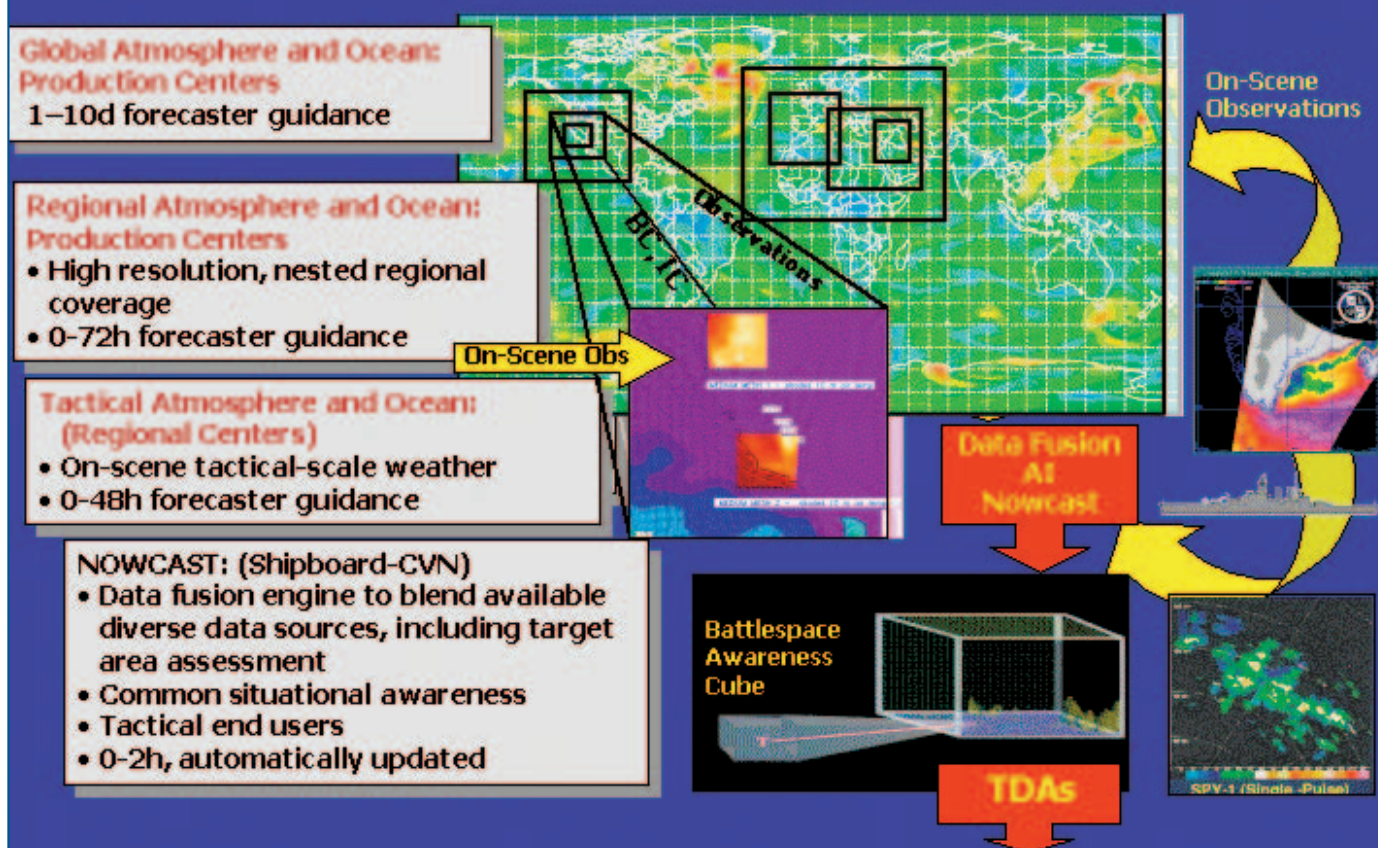 Global Atmosphere and Ocean:
Production Centers
1–10d forecaster guidance
Regional Atmosphere and Ocean:
Production Centers
• High resolution, nested regional
coverage
• 0-72h forecaster guidance
Tactical Atmosphere and Ocean:
(Regional Centers)
• On-scene tactical-scale weather
• 0-48h forecaster guidance
NOWCAST: (Shipboard-CVN)
• Data fusion engine to blend available
diverse data sources, including target
area assessment
• Common situational awareness
• Tactical end users
• 0-2h, automatically updated
Observations
BC, IC
On-Scene Obs
On-Scene
Observations
Data Fusion
AI
Nowcast
Battlespace
Awareness
Cube
T
SPY-1 (Single -Pulse)
TDAs